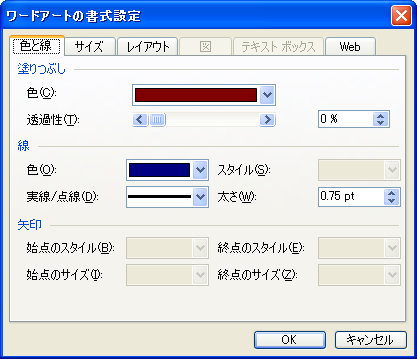 ワードアートの書式設定
色と線 サイズ レイアウト 図 テキスト ボックス Web
塗りつぶし
色(C):
透過性(T): 0 %
線
色(O): スタイル(S):
実線/点線(D): 太さ(W): 0.75 pt
矢印
始点のスタイル(B): 終点のスタイル(E):
始点のサイズ(I): 終点のサイズ(Z):
OK キャンセル